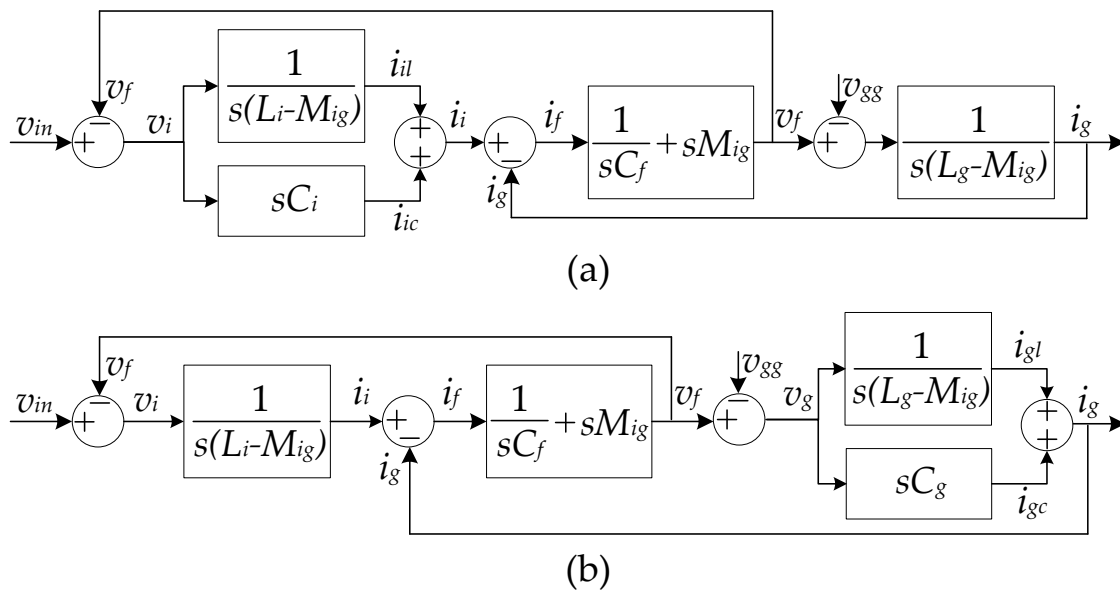 v_f
v_in
+
−
v_i
1
s(L_i-M_ig)
i_il
sC_i
i_ic
+
+
i_i
+
−
i_g
i_f
1
sC_f
+sM_ig
v_f
v_gg
−
+
1
s(L_g-M_ig)
i_g
(a)
v_f
v_in
+
−
v_i
1
s(L_i-M_ig)
i_i
+
−
i_g
i_f
1
sC_f
+sM_ig
v_f
v_gg
−
+
v_g
1
s(L_g-M_ig)
i_gl
sC_g
i_gc
+
+
i_g
(b)